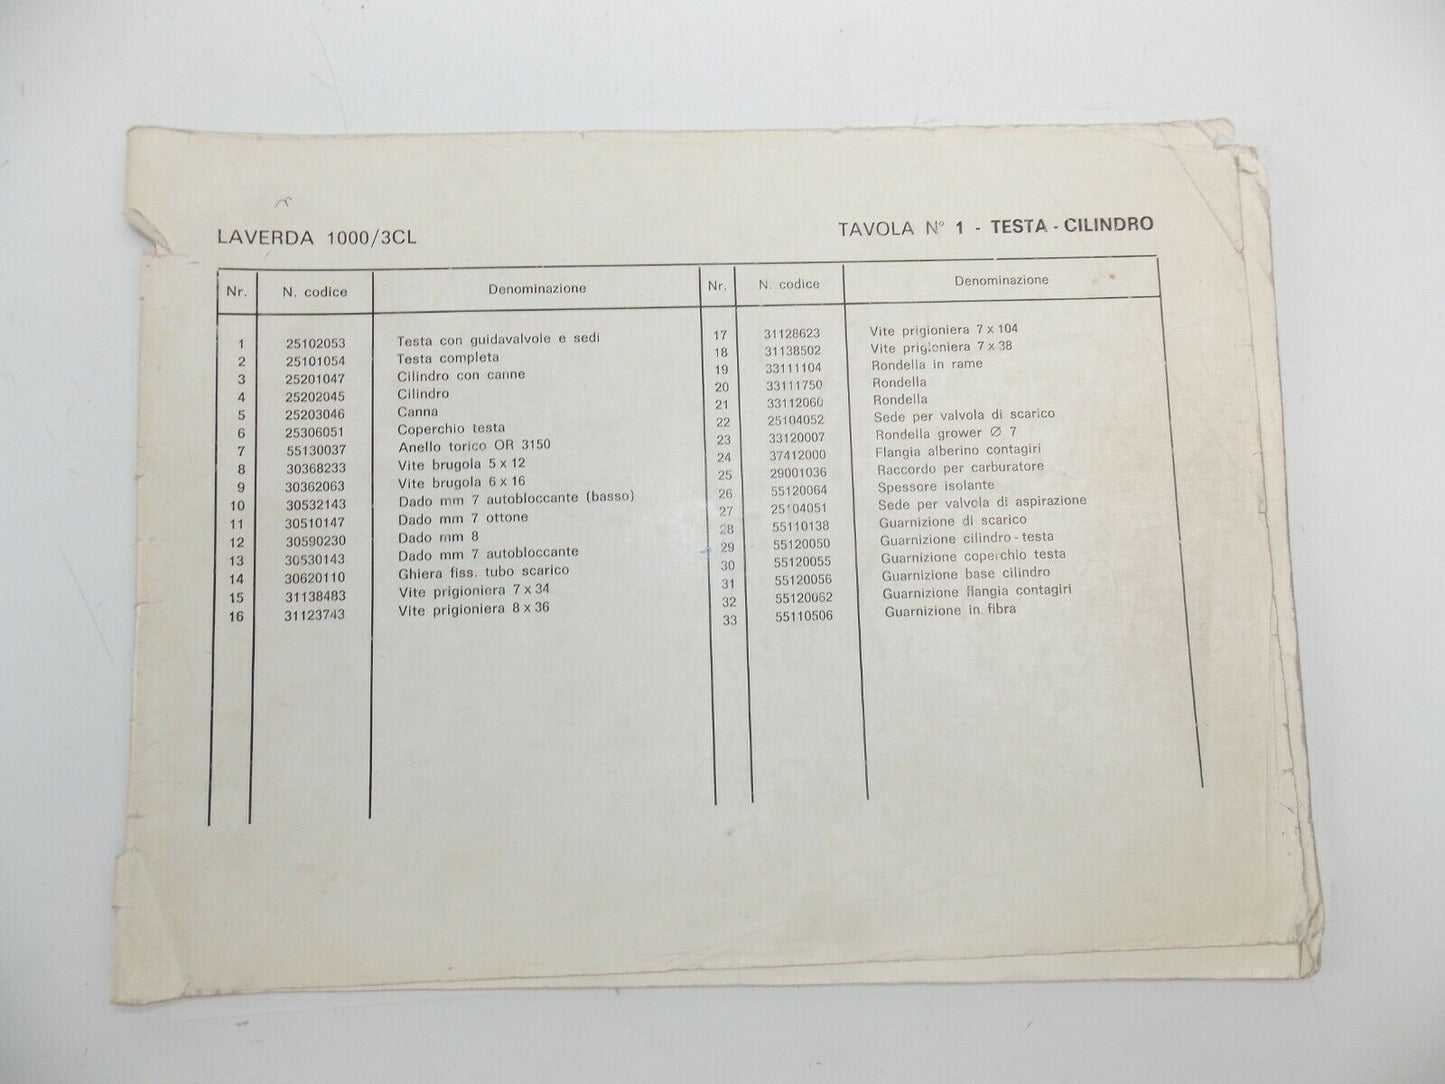 LAVERDA 1000/3CL
TAVOLA N° 1 - TESTA - CILINDRO
Nr. N. codice Denominazione
1 25102053 Testa con guidavalvole e sedi
2 25101054 Testa completa
3 25201047 Cilindro con canne
4 25202045 Cilindro
5 25203046 Canna
6 25306051 Coperchio testa
7 55130037 Anello torico OR 3150
8 30368233 Vite brugola 5 x 12
9 30362063 Vite brugola 6 x 16
10 30532143 Dado mm 7 autobloccante (basso)
11 30510147 Dado mm 7 ottone
12 30590230 Dado mm 8
13 30530143 Dado mm 7 autobloccante
14 30620110 Ghiera fiss. tubo scarico
15 31138483 Vite prigioniera 7 x 34
16 31123743 Vite prigioniera 8 x 36
Nr. N. codice Denominazione
17 31128623 Vite prigioniera 7 x 104
18 31138502 Vite prigioniera 7 x 38
19 33111104 Rondella in rame
20 33111750 Rondella
21 33112060 Rondella
22 25104052 Sede per valvola di scarico
23 33120007 Rondella grower Ø 7
24 37412000 Flangia alberino contagiri
25 29001036 Raccordo per carburatore
26 55120064 Spessore isolante
27 25104051 Sede per valvola di aspirazione
28 55110138 Guarnizione di scarico
29 55120050 Guarnizione cilindro - testa
30 55120055 Guarnizione coperchio testa
31 55120056 Guarnizione base cilindro
32 55120062 Guarnizione flangia contagiri
33 55110506 Guarnizione in fibra